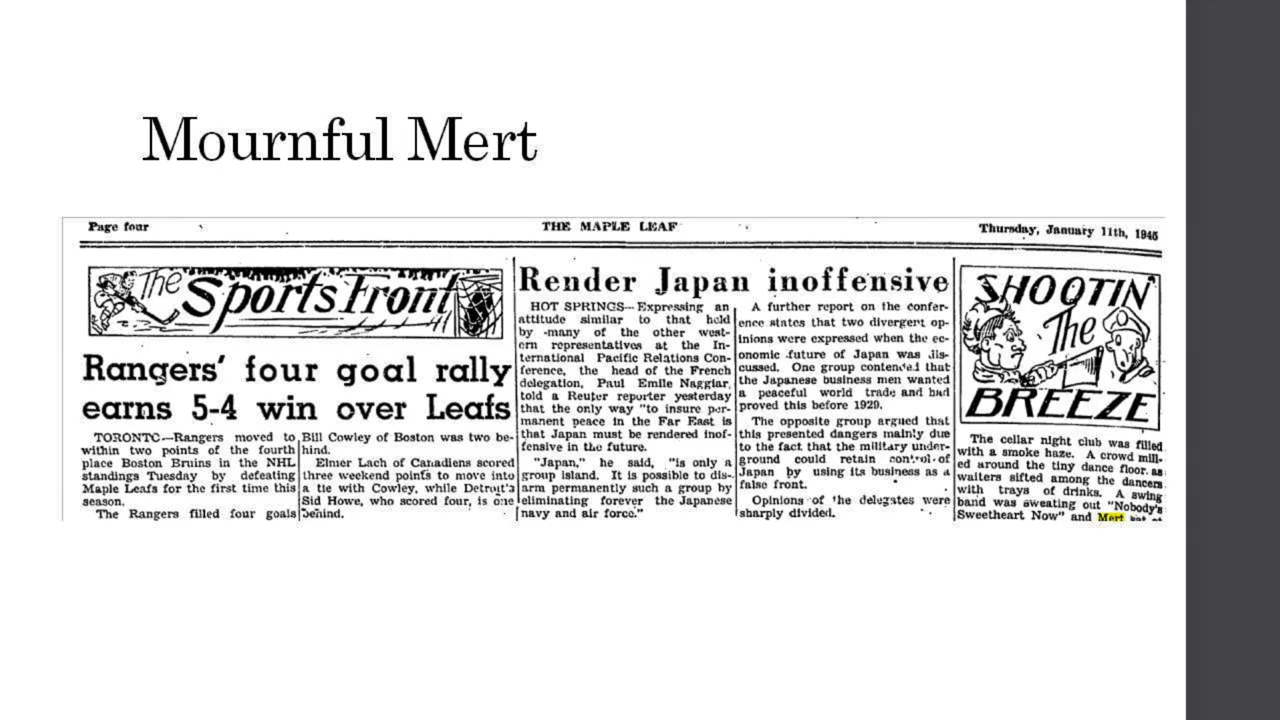 Mournful Mert
Page four
THE MAPLE LEAF
Thursday, January 11th, 1945
The Sports Front
Rangers' four goal rally
earns 5-4 win over Leafs
TORONTO—Rangers moved to
within two points of the fourth
place Boston Bruins in the NHL
standings Tuesday by defeating
Maple Leafs for the first time this
season.
The Rangers filled four goals
Bill Cowley of Boston was two be-
hind.
Elmer Lach of Canadiens scored
three weekend points to move into
a tie with Cowley, while Detroit's
Sid Howe, who scored four, is one
behind.
Render Japan inoffensive
HOT SPRINGS—Expressing an
attitude similar to that held
by many of the other west-
ern representatives at the In-
ternational Pacific Relations Con-
ference, the head of the French
delegation, Paul Emile Naggiar,
told a Reuter reporter yesterday
that the only way "to insure per-
manent peace in the Far East is
that Japan must be rendered inof-
fensive in the future.
"Japan," he said, "is only a
group island. It is possible to dis-
arm permanently such a group by
eliminating forever the Japanese
navy and air force."
A further report on the confer-
ence states that two divergent op-
inions were expressed when the ec-
onomic future of Japan was dis-
cussed. One group contended that
the Japanese business men wanted
a peaceful world trade and had
proved this before 1929.
The opposite group argued that
this presented dangers mainly due
to the fact that the military under-
ground could retain control of
Japan by using its business as a
false front.
Opinions of the delegates were
sharply divided.
SHOOTIN'
The
BREEZE
The cellar night club was filled
with a smoke haze. A crowd mill-
ed around the tiny dance floor as
waiters sifted among the dancers
with trays of drinks. A swing
band was sweating out "Nobody's
Sweetheart Now" and Mert sat at